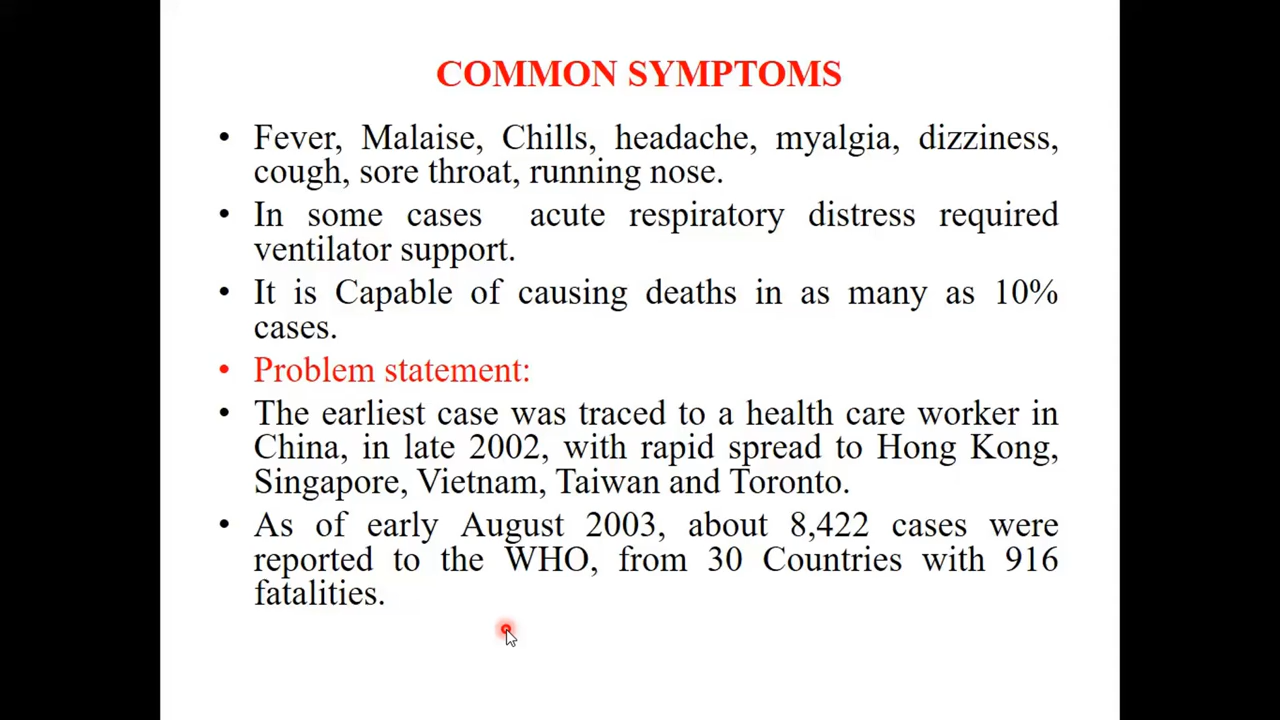 COMMON SYMPTOMS
• Fever, Malaise, Chills, headache, myalgia, dizziness,
cough, sore throat, running nose.
• In some cases acute respiratory distress required
ventilator support.
• It is Capable of causing deaths in as many as 10%
cases.
• Problem statement:
• The earliest case was traced to a health care worker in
China, in late 2002, with rapid spread to Hong Kong,
Singapore, Vietnam, Taiwan and Toronto.
• As of early August 2003, about 8,422 cases were
reported to the WHO, from 30 Countries with 916
fatalities.